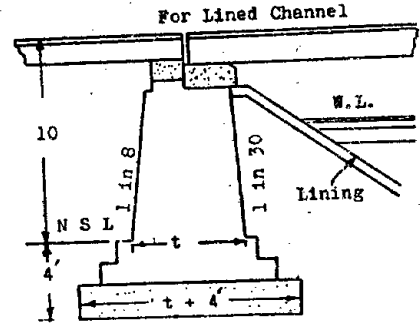 For Lined Channel
W.L.
10
1 in 8
1 in 30
Lining
N S L
t
4'
t + 4'